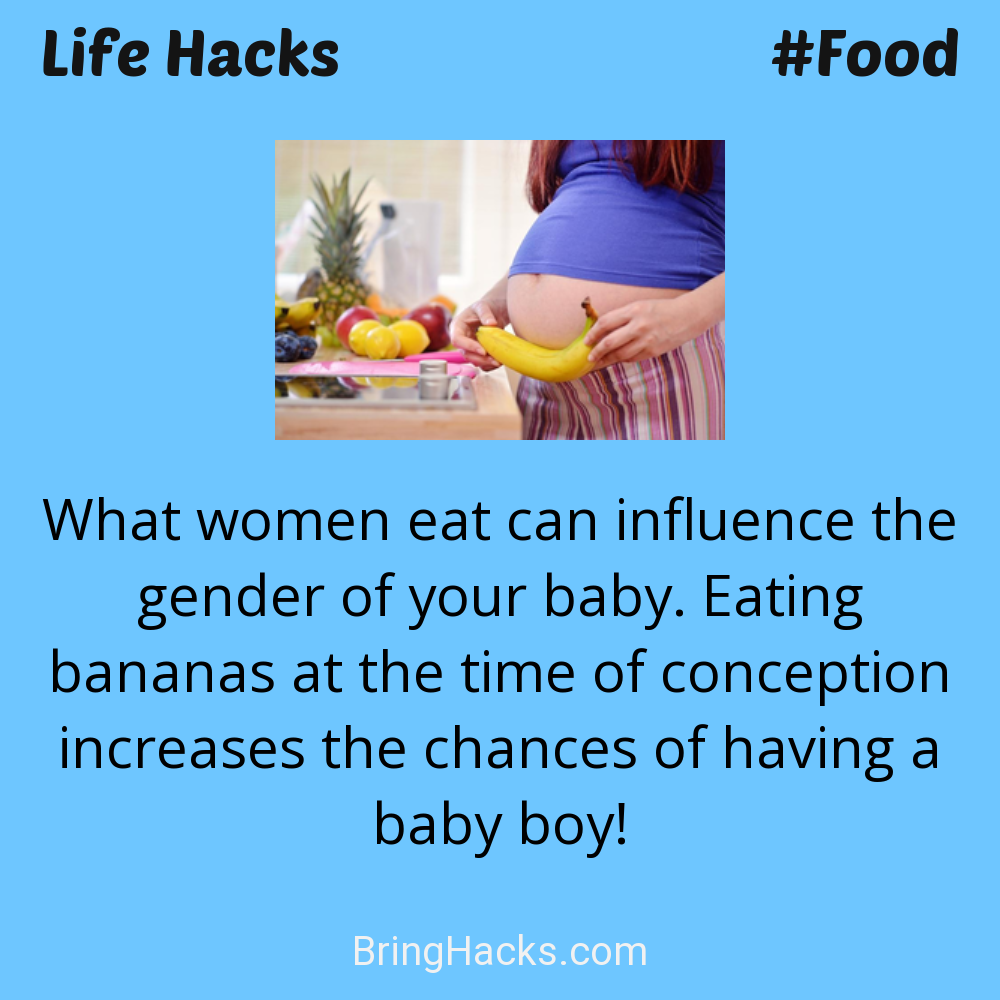 Life Hacks #Food
What women eat can influence the
gender of your baby. Eating
bananas at the time of conception
increases the chances of having a
baby boy!
BringHacks.com